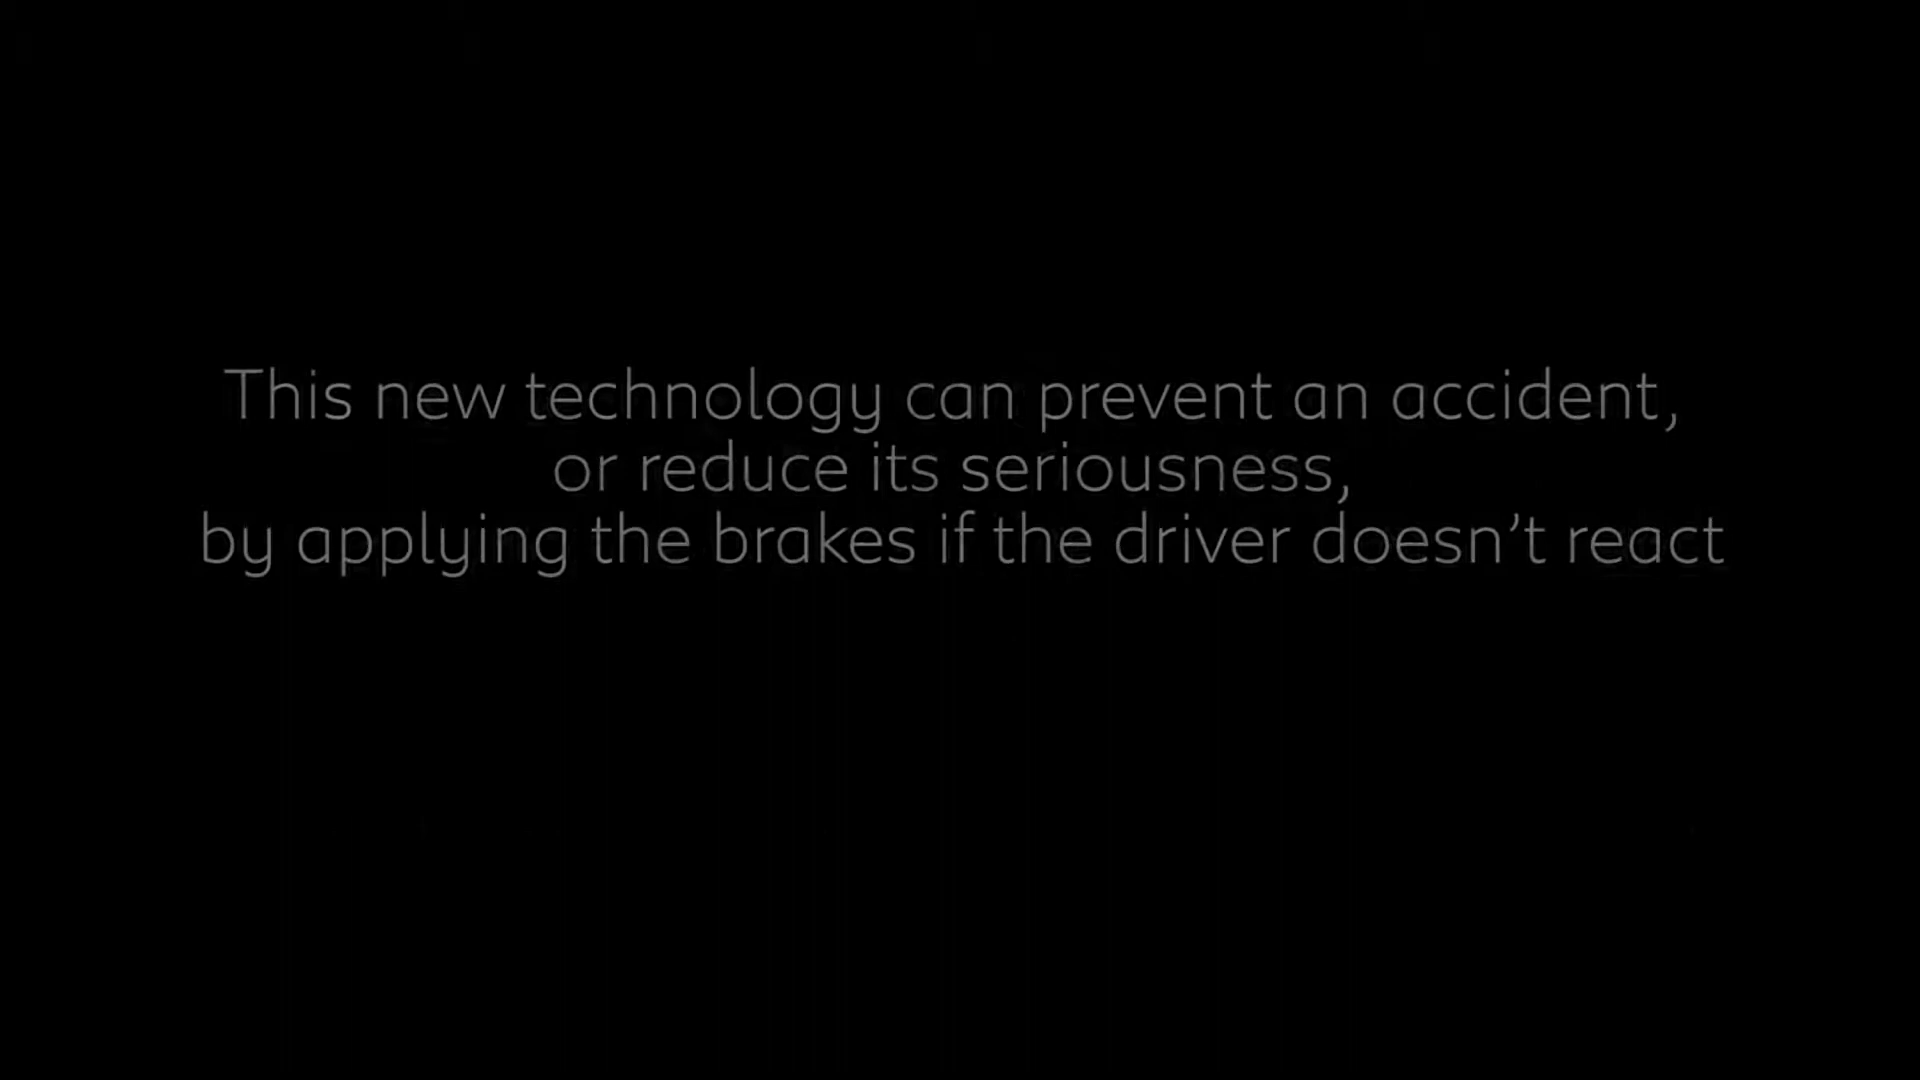 This new technology can prevent an accident,
or reduce its seriousness,
by applying the brakes if the driver doesn’t react